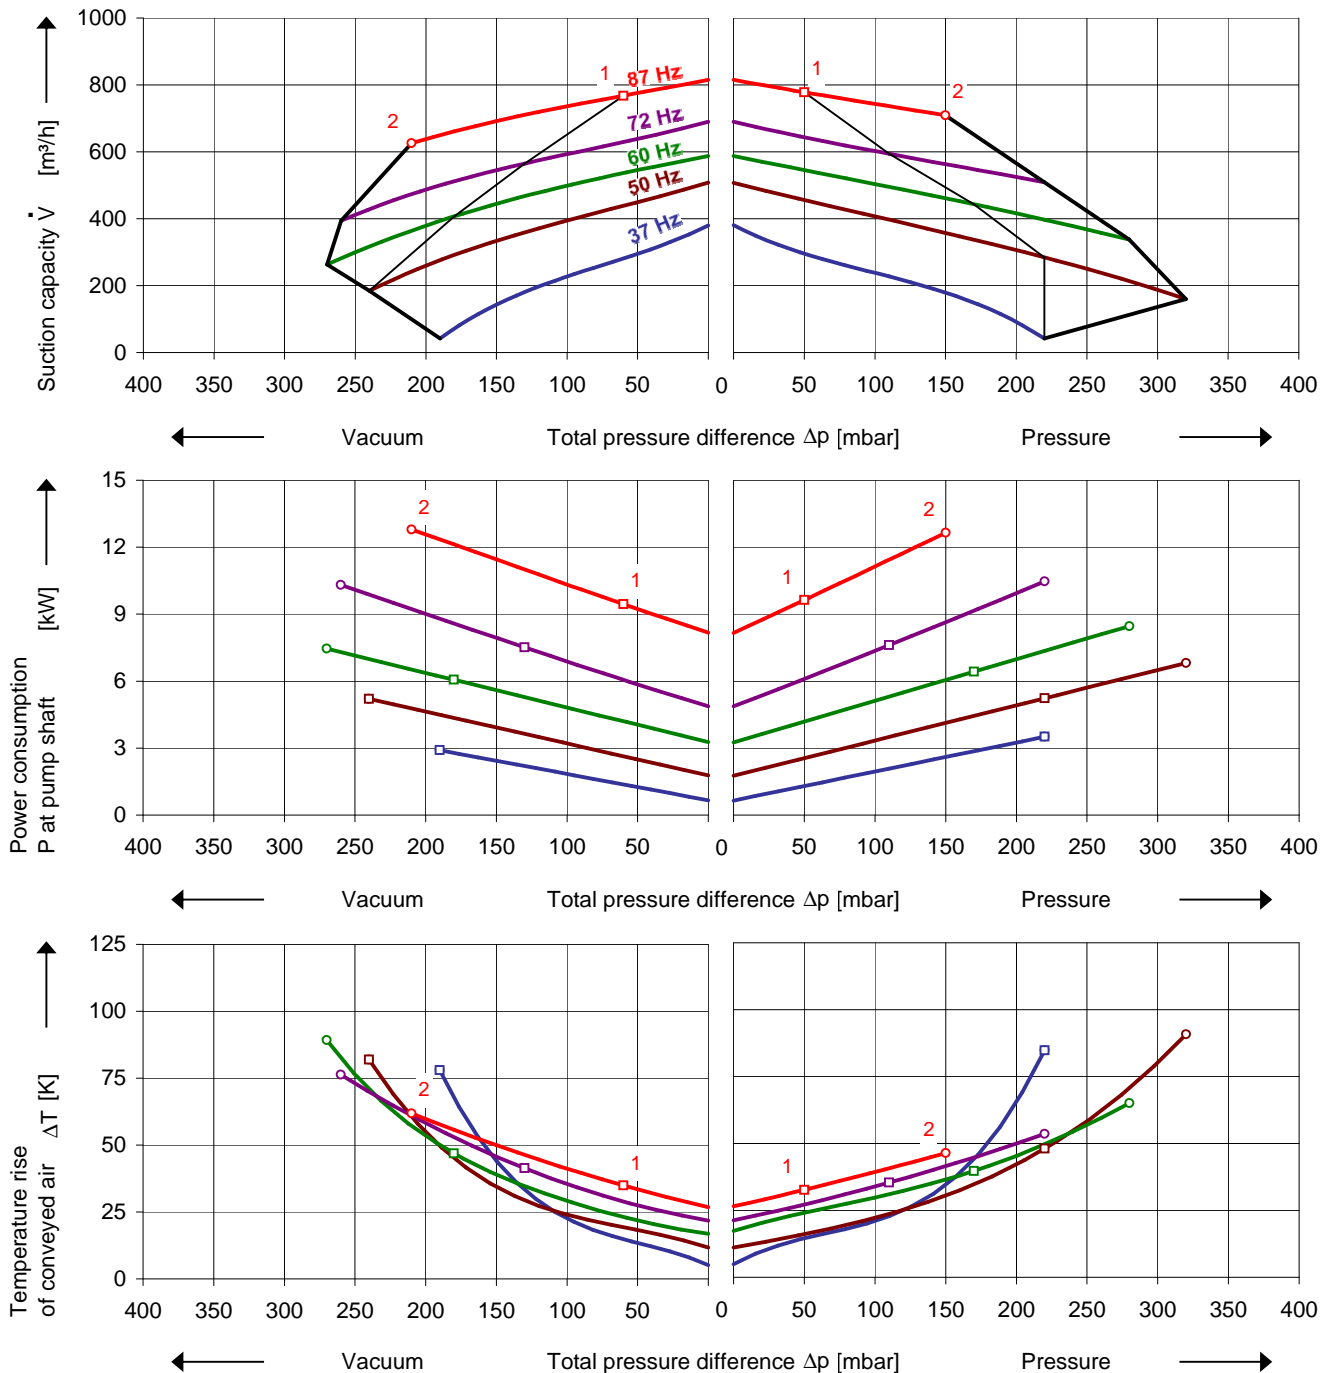 1000
800
600
400
200
0
Suction capacity V̇ [m³/h]
87 Hz
72 Hz
60 Hz
50 Hz
37 Hz
1
2
1
2
400 350 300 250 200 150 100 50 0 50 100 150 200 250 300 350 400
Vacuum Total pressure difference Δp [mbar] Pressure
15
12
9
6
3
0
Power consumption
P at pump shaft [kW]
2
1
1
2
400 350 300 250 200 150 100 50 0 50 100 150 200 250 300 350 400
Vacuum Total pressure difference Δp [mbar] Pressure
125
100
75
50
25
0
Temperature rise
of conveyed air ΔT [K]
2
1
1
2
400 350 300 250 200 150 100 50 0 50 100 150 200 250 300 350 400
Vacuum Total pressure difference Δp [mbar] Pressure